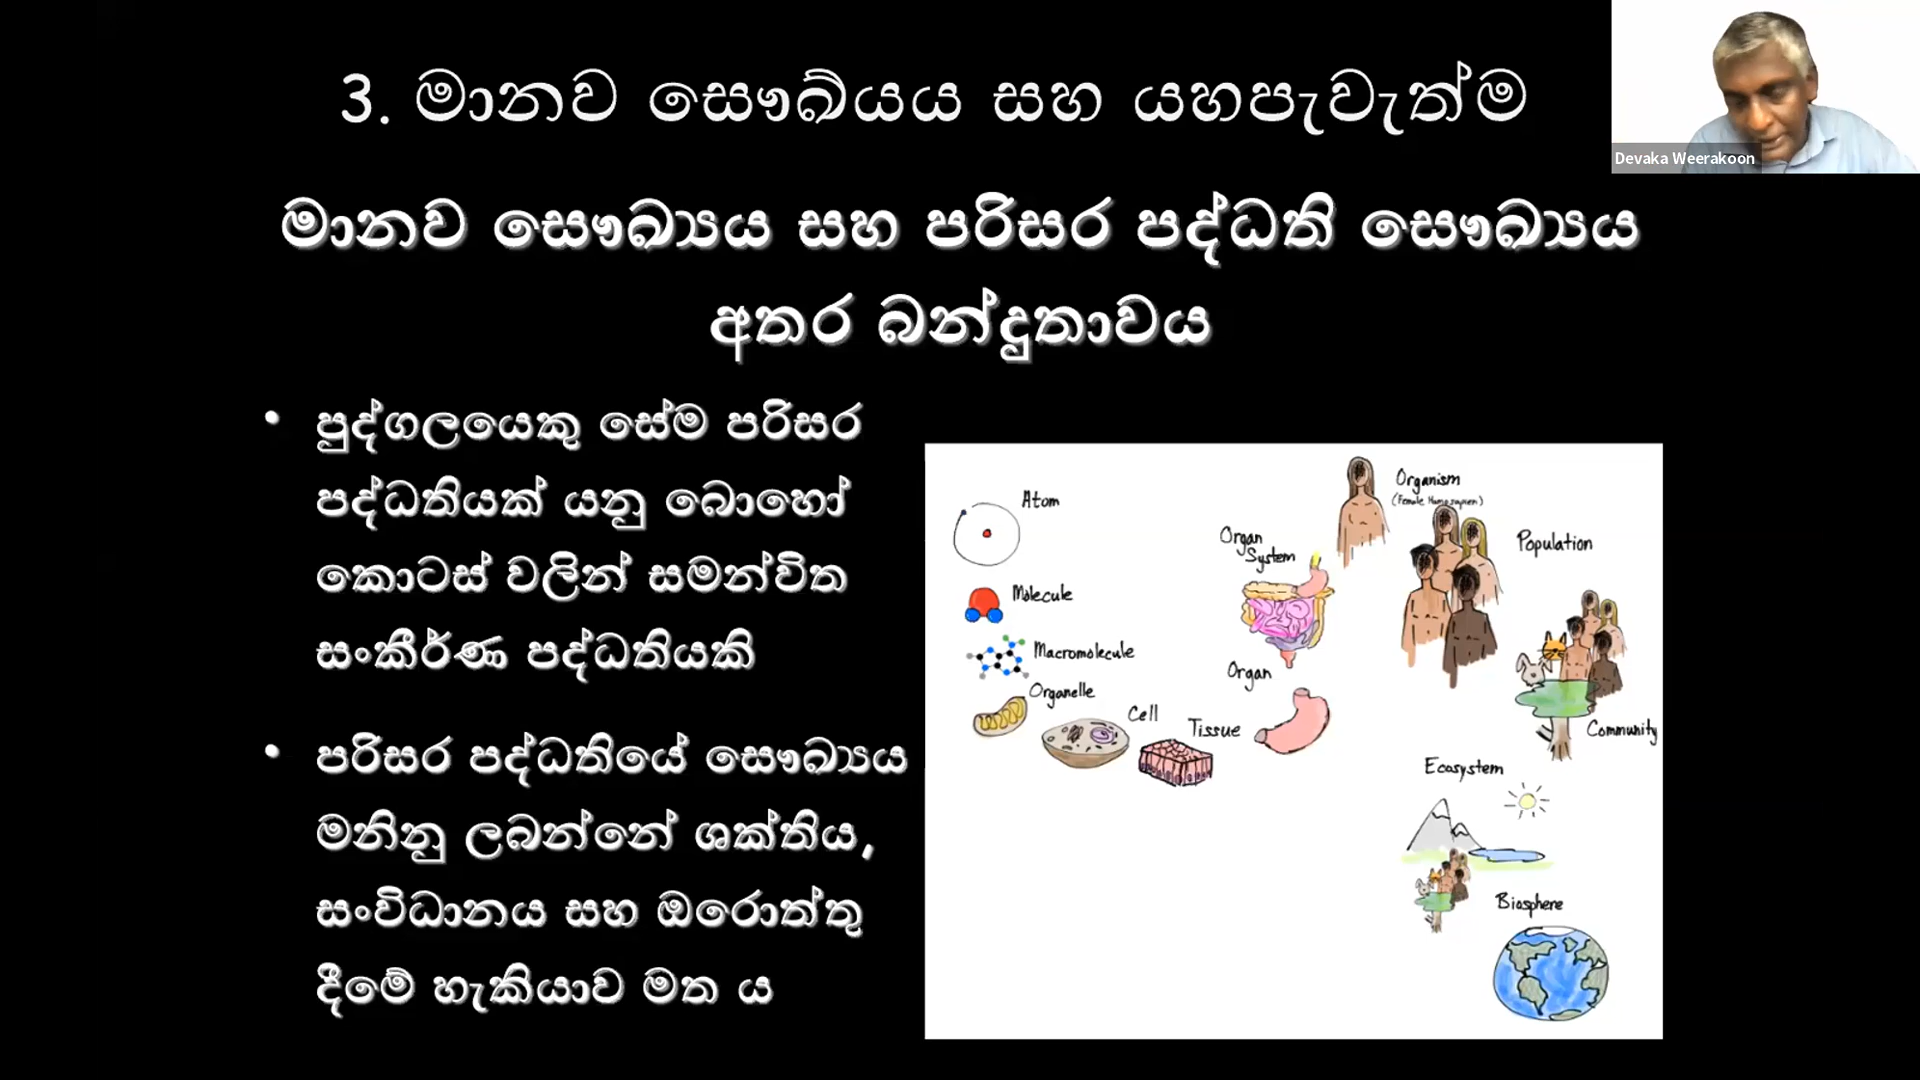 3. මානව සෞඛ්‍යය සහ යහපැවැත්ම
Devaka Weerakoon
මානව සෞඛ්‍යය සහ පරිසර පද්ධති සෞඛ්‍යය
අතර බන්දුතාවය
• පුද්ගලයෙකු සේම පරිසර
පද්ධතියක් යනු බොහෝ
කොටස් වලින් සමන්විත
සංකීර්ණ පද්ධතියකි
• පරිසර පද්ධතියේ සෞඛ්‍යය
මනිනු ලබන්නේ ශක්තිය,
සංවිධානය සහ ඔරොත්තු
දීමේ හැකියාව මත ය
Atom
Molecule
Macromolecule
Organelle
Cell
Tissue
Organ
Organ
System
Organism
(Female
Population
Community
Ecosystem
Biosphere